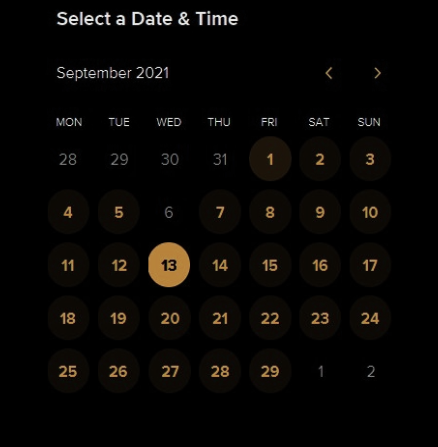 Select a Date & Time
September 2021
MON TUE WED THU FRI SAT SUN
28 29 30 31 1 2 3
4 5 6 7 8 9 10
11 12 13 14 15 16 17
18 19 20 21 22 23 24
25 26 27 28 29 1 2